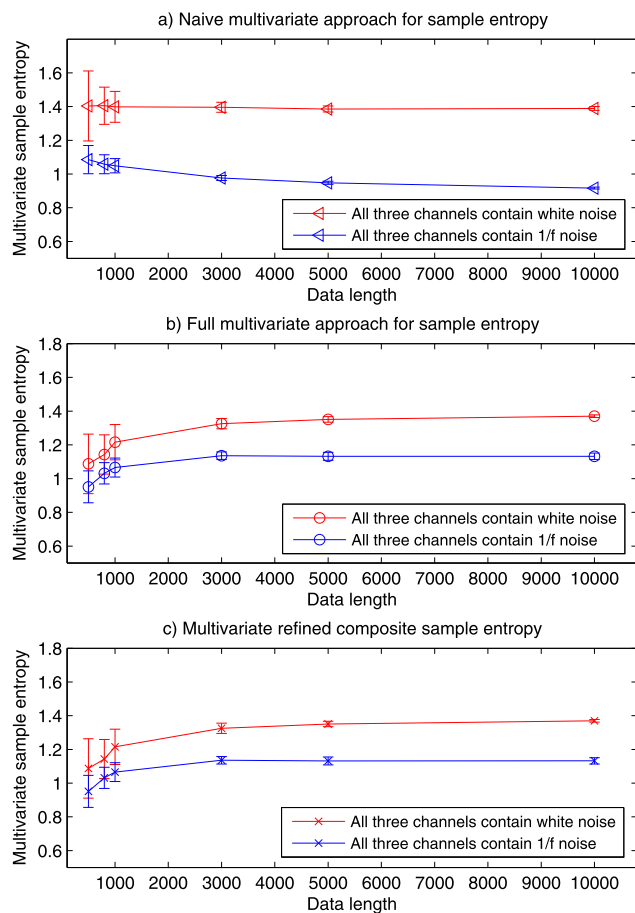 a) Naive multivariate approach for sample entropy
Multivariate sample entropy
1.6
1.4
1.2
1
0.8
0.6
All three channels contain white noise
All three channels contain 1/f noise
1000 2000 3000 4000 5000 6000 7000 8000 9000 10000
Data length
b) Full multivariate approach for sample entropy
Multivariate sample entropy
1.8
1.6
1.4
1.2
1
0.8
0.6
All three channels contain white noise
All three channels contain 1/f noise
1000 2000 3000 4000 5000 6000 7000 8000 9000 10000
Data length
c) Multivariate refined composite sample entropy
Multivariate sample entropy
1.8
1.6
1.4
1.2
1
0.8
0.6
All three channels contain white noise
All three channels contain 1/f noise
1000 2000 3000 4000 5000 6000 7000 8000 9000 10000
Data length